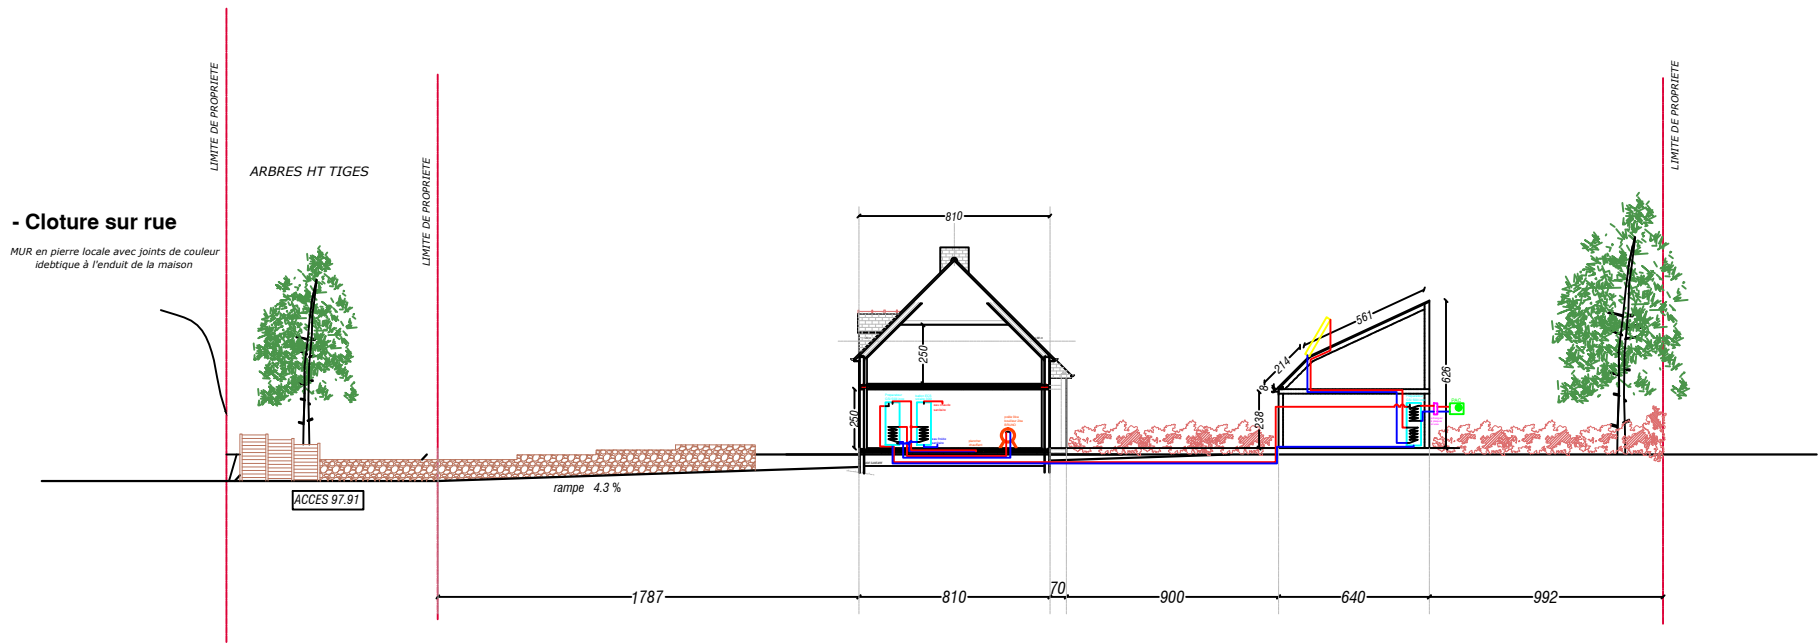 LIMITE DE PROPRIETE
ARBRES HT TIGES
LIMITE DE PROPRIETE
LIMITE DE PROPRIETE
- Cloture sur rue
MUR en pierre locale avec joints de couleur
idebtique à l'enduit de la maison
810
250
250
561
214
8
238
626
ACCES 97.91
rampe 4.3 %
1787
810
70
900
640
992